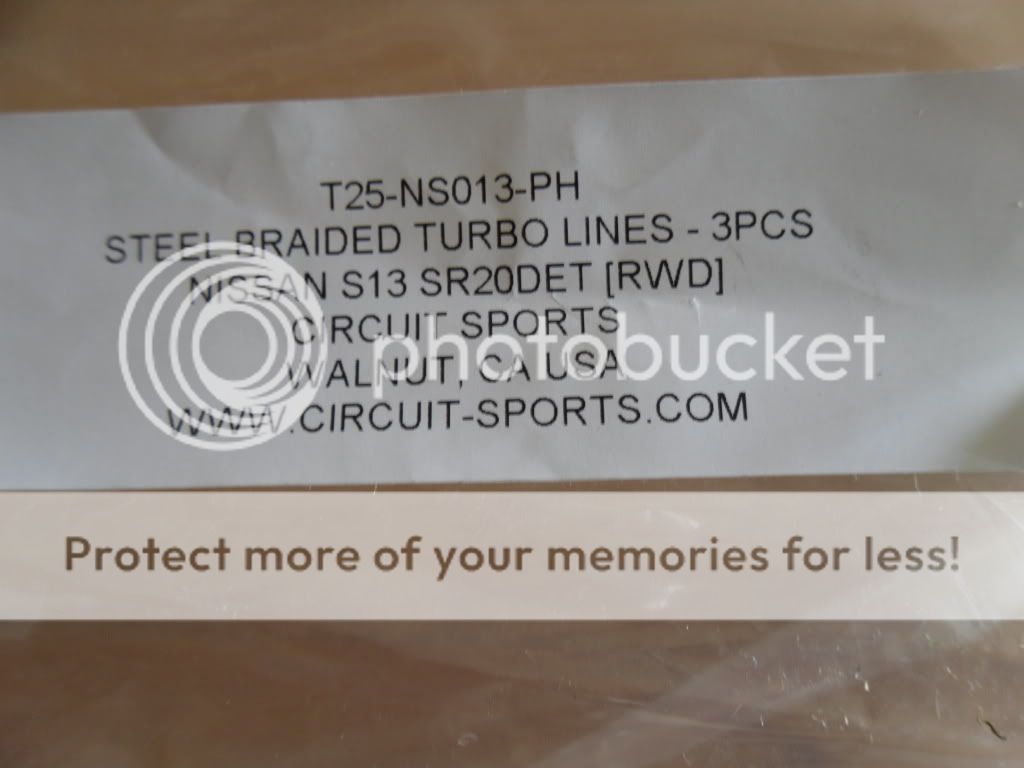 T25-NS013-PH
STEEL BRAIDED TURBO LINES - 3PCS
NISSAN S13 SR20DET [RWD]
CIRCUIT SPORTS
WALNUT, CA USA
WWW.CIRCUIT-SPORTS.COM
photobucket
Protect more of your memories for less!